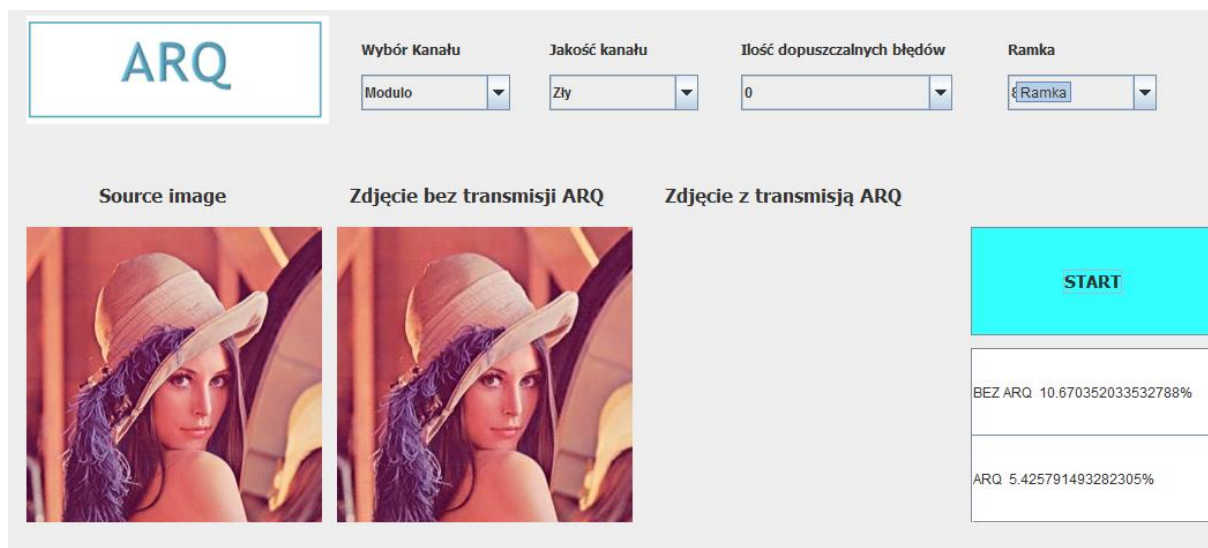 ARQ
Wybór Kanału
Jakość kanału
Ilość dopuszczalnych błędów
Ramka
Modulo
Zły
0
Ramka
Source image
Zdjęcie bez transmisji ARQ
Zdjęcie z transmisją ARQ
START
BEZ ARQ 10.670352033532788%
ARQ 5.425791493282305%